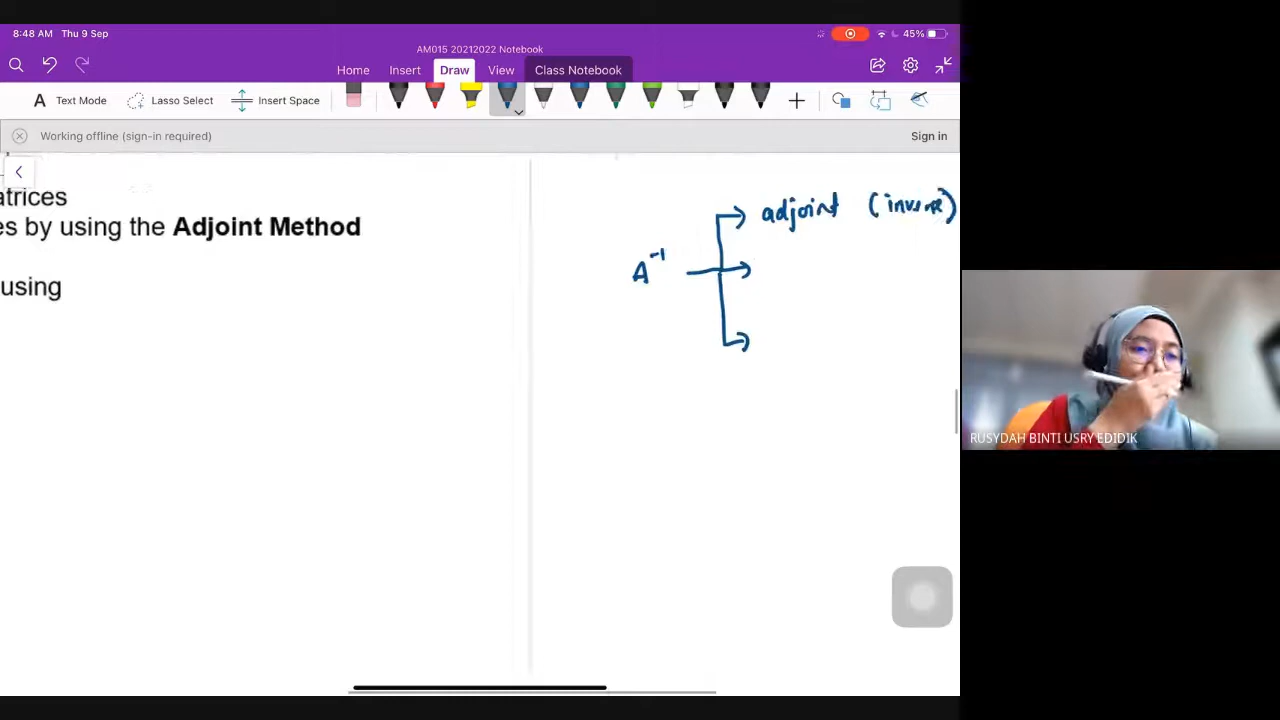 8:48 AM Thu 9 Sep
45%
AM015 20212022 Notebook
Home Insert Draw View Class Notebook
Text Mode Lasso Select Insert Space
Working offline (sign-in required) Sign in
atrices
es by using the Adjoint Method
using
adjoint (inverse)
A⁻¹
RUSYDAH BINTI USRY EDIDIK